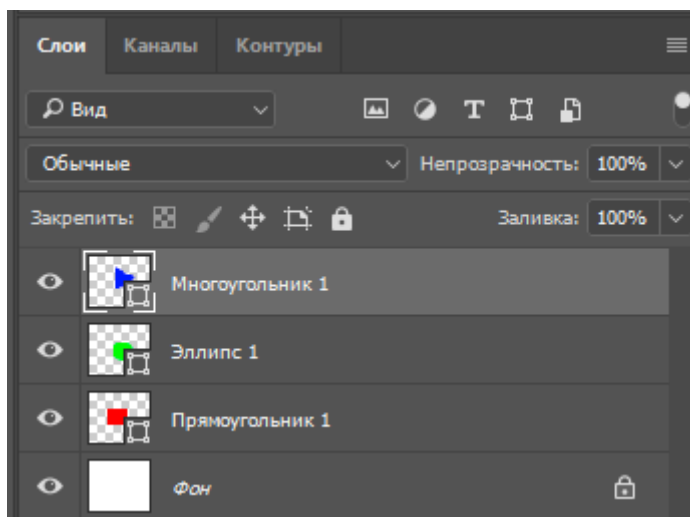 Слои Каналы Контуры
Вид
Обычные Непрозрачность: 100%
Закрепить: Заливка: 100%
Многоугольник 1
Эллипс 1
Прямоугольник 1
Фон